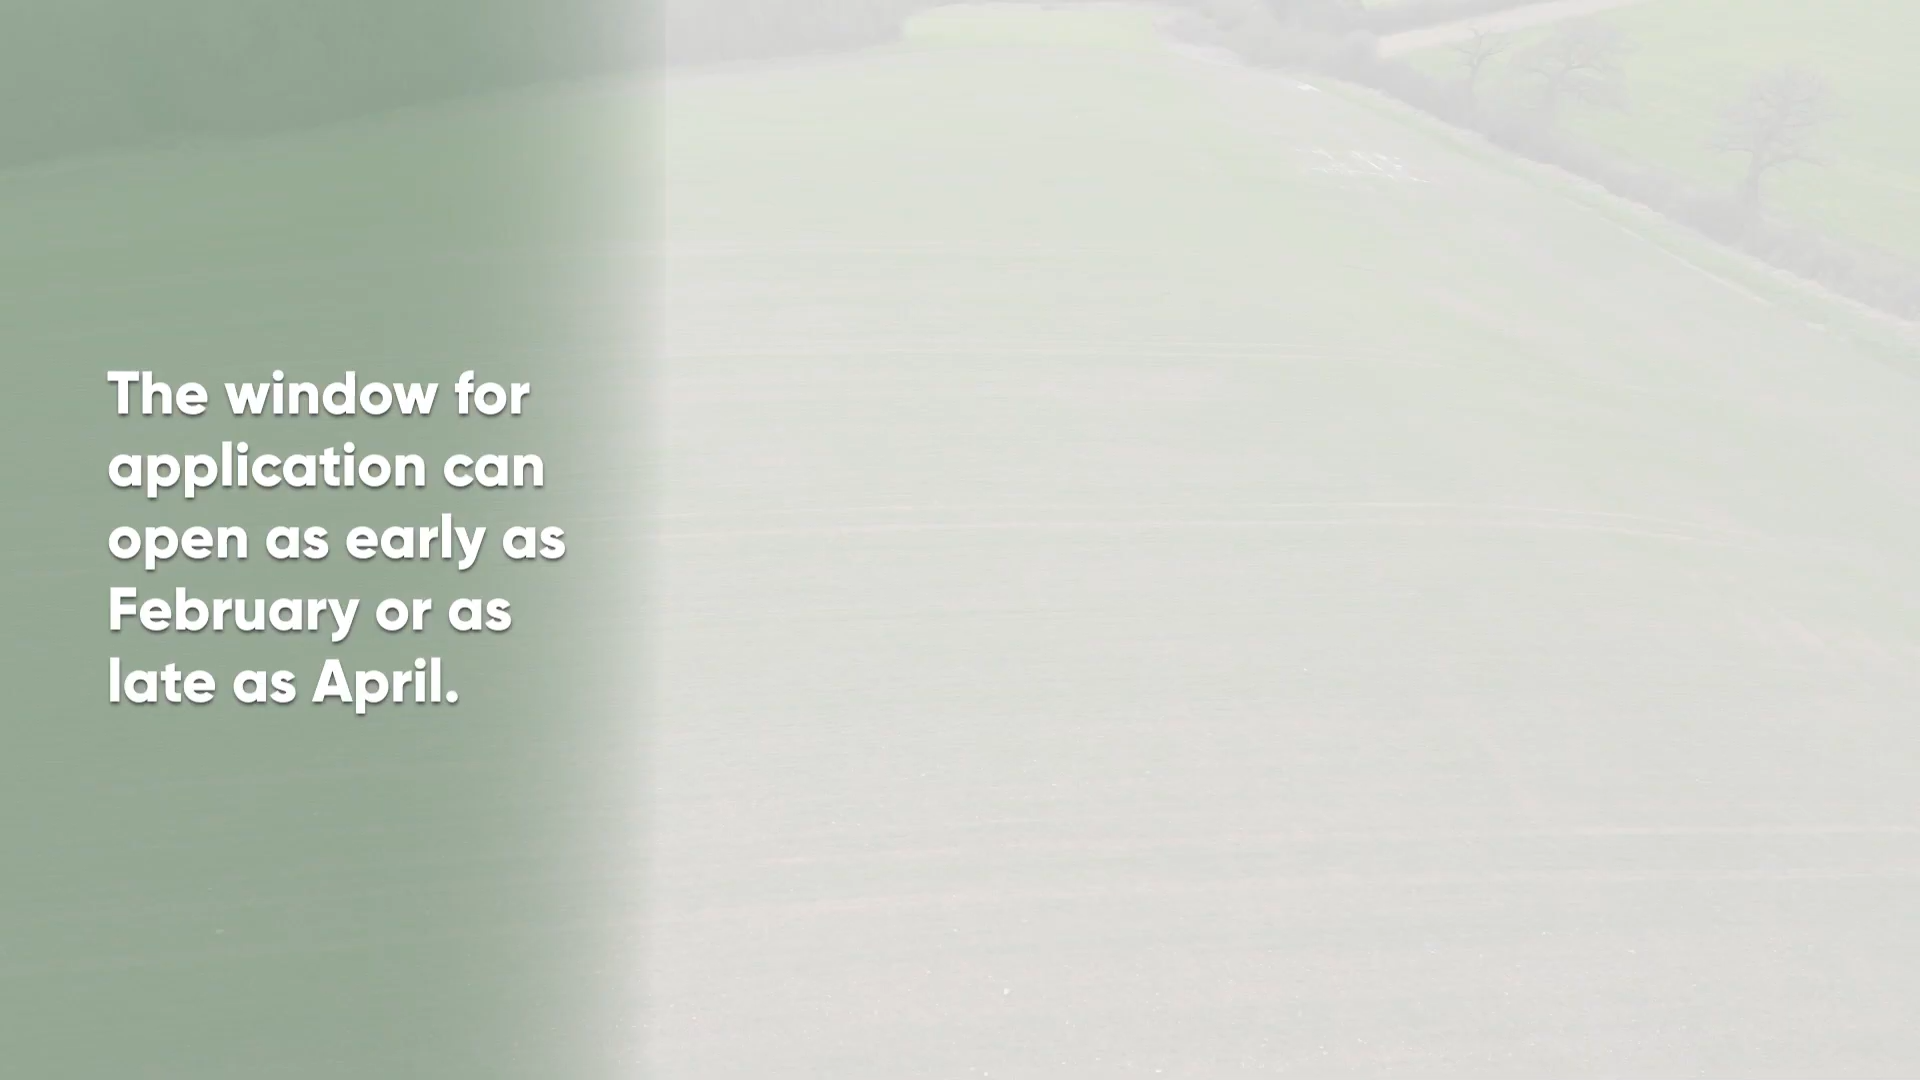 The window for
application can
open as early as
February or as
late as April.